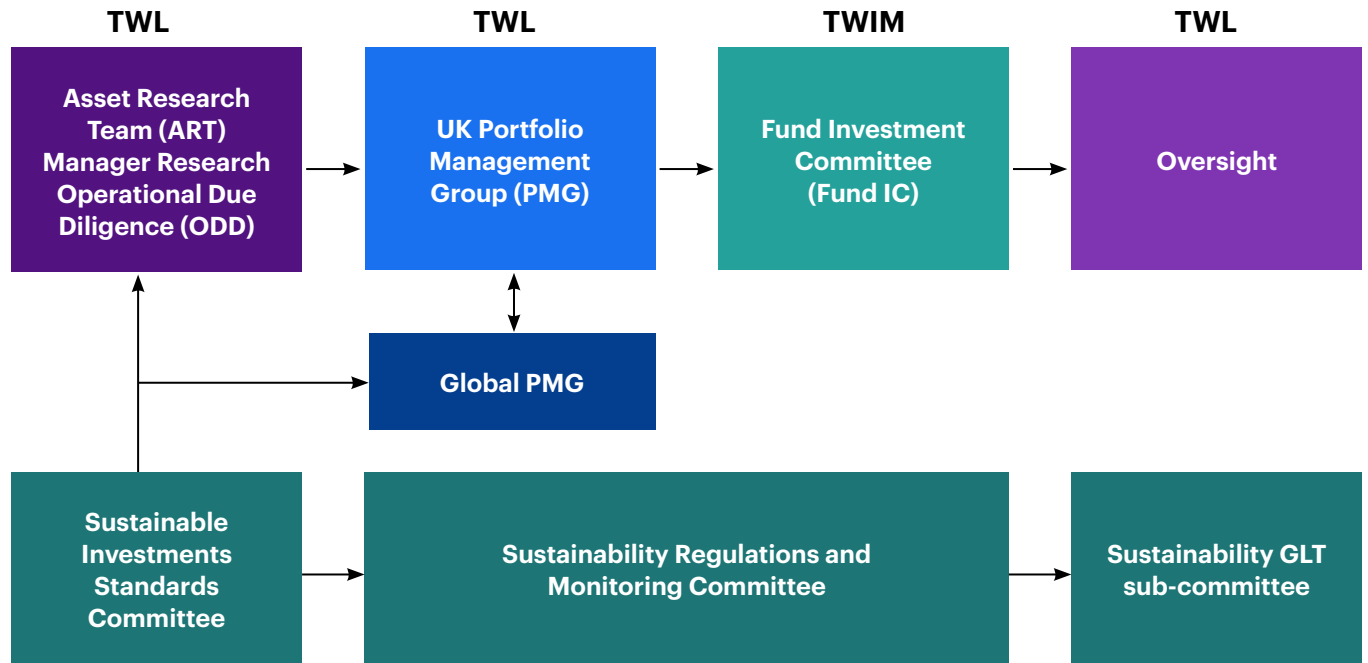 TWL
TWL
TWIM
TWL
Asset Research
Team (ART)
Manager Research
Operational Due
Diligence (ODD)
UK Portfolio
Management
Group (PMG)
Fund Investment
Committee
(Fund IC)
Oversight
Global PMG
Sustainable
Investments
Standards
Committee
Sustainability Regulations and
Monitoring Committee
Sustainability GLT
sub-committee